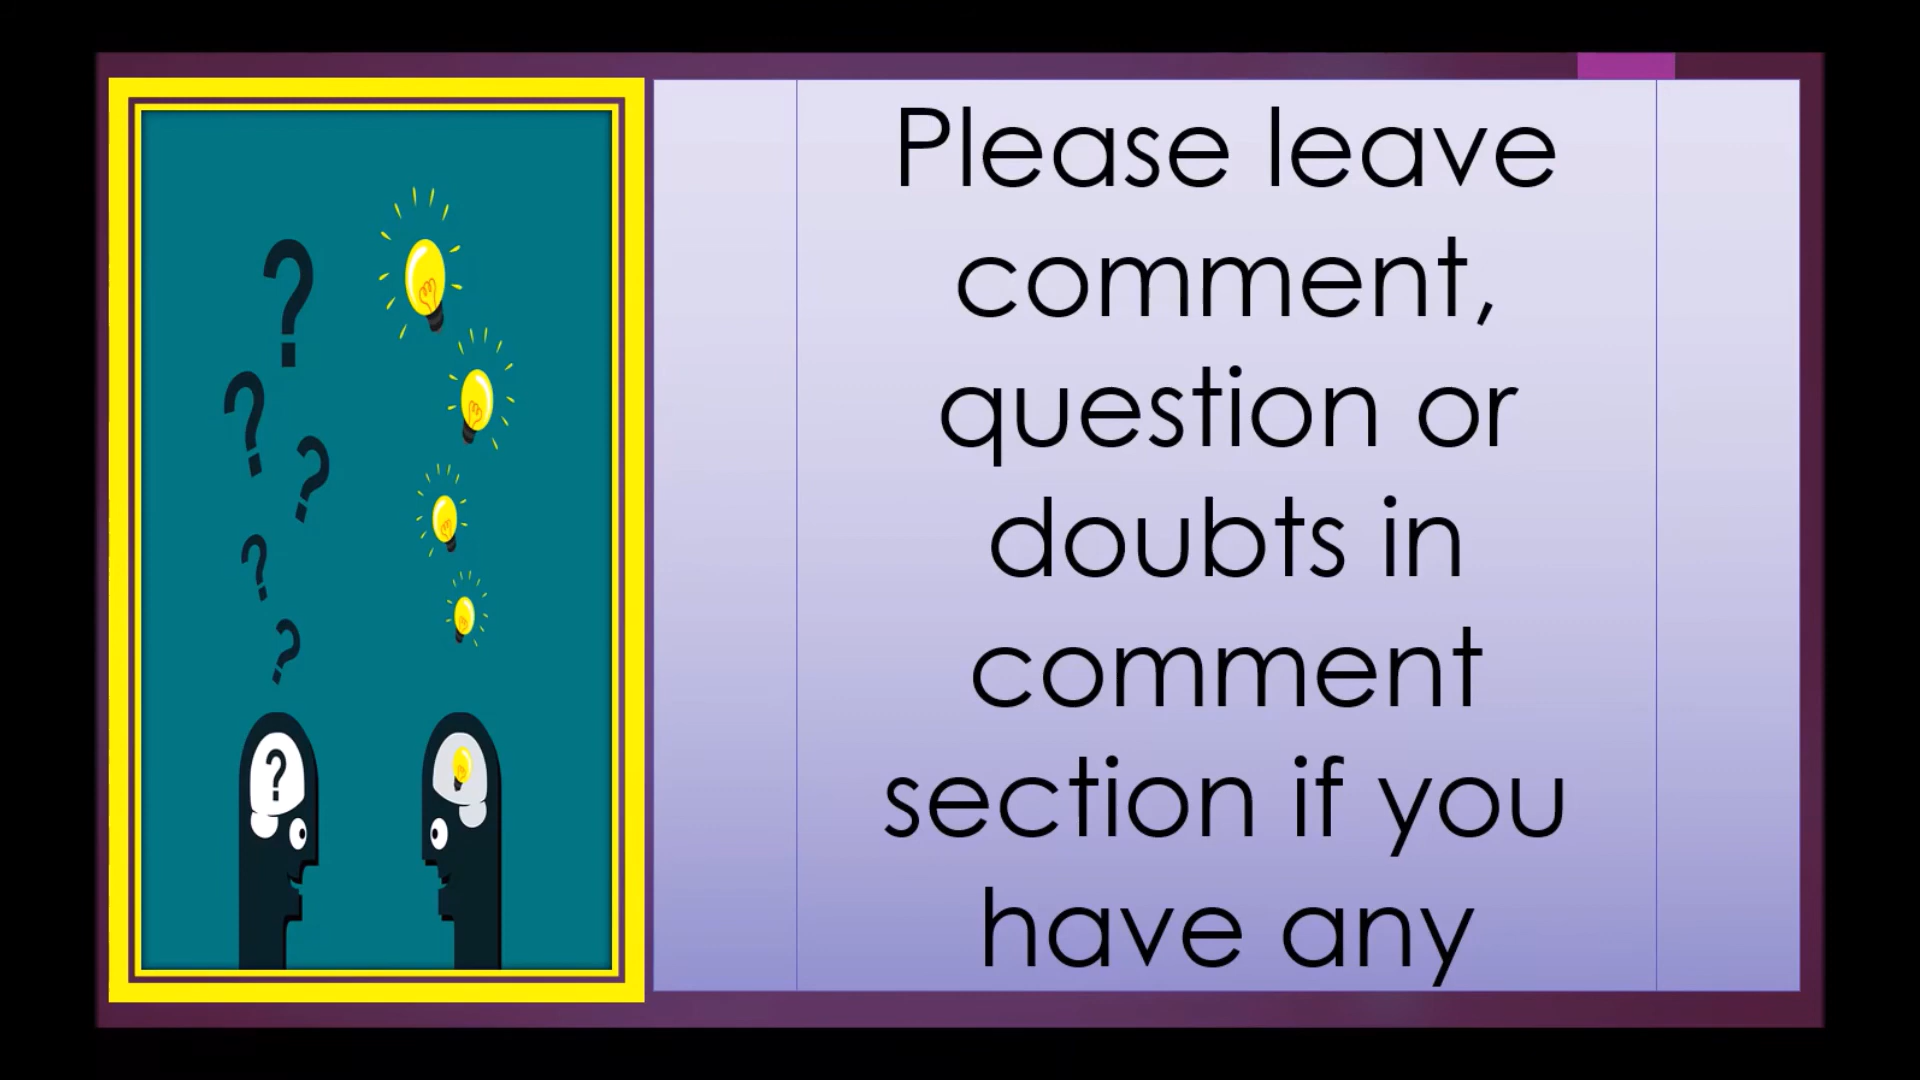 Please leave
comment,
question or
doubts in
comment
section if you
have any